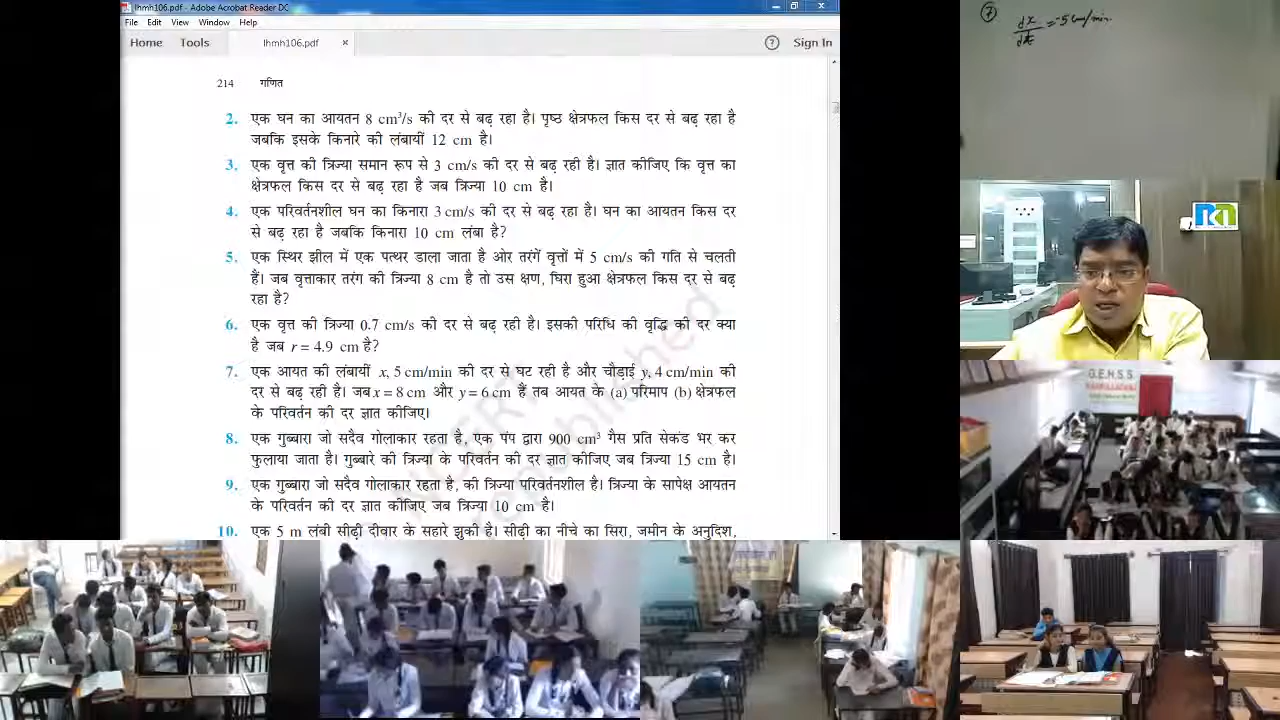 lhmh106.pdf - Adobe Acrobat Reader DC
File Edit View Window Help
Home Tools lhmh106.pdf × ? Sign In
214 गणित
2. एक घन का आयतन 8 cm³/s की दर से बढ़ रहा है। पृष्ठ क्षेत्रफल किस दर से बढ़ रहा है
जबकि इसके किनारे की लंबायीं 12 cm है।
3. एक वृत्त की त्रिज्या समान रूप से 3 cm/s की दर से बढ़ रही है। ज्ञात कीजिए कि वृत्त का
क्षेत्रफल किस दर से बढ़ रहा है जब त्रिज्या 10 cm है।
4. एक परिवर्तनशील घन का किनारा 3 cm/s की दर से बढ़ रहा है। घन का आयतन किस दर
से बढ़ रहा है जबकि किनारा 10 cm लंबा है?
5. एक स्थिर झील में एक पत्थर डाला जाता है ओर तरंगें वृत्तों में 5 cm/s की गति से चलती
हैं। जब वृत्ताकार तरंग की त्रिज्या 8 cm है तो उस क्षण, घिरा हुआ क्षेत्रफल किस दर से बढ़
रहा है?
6. एक वृत्त की त्रिज्या 0.7 cm/s की दर से बढ़ रही है। इसकी परिधि की वृद्धि की दर क्या
है जब r = 4.9 cm है?
7. एक आयत की लंबायीं x, 5 cm/min की दर से घट रही है और चौड़ाई y, 4 cm/min की
दर से बढ़ रही है। जब x = 8 cm और y = 6 cm हैं तब आयत के (a) परिमाप (b) क्षेत्रफल
के परिवर्तन की दर ज्ञात कीजिए।
8. एक गुब्बारा जो सदैव गोलाकार रहता है, एक पंप द्वारा 900 cm³ गैस प्रति सेकंड भर कर
फुलाया जाता है। गुब्बारे की त्रिज्या के परिवर्तन की दर ज्ञात कीजिए जब त्रिज्या 15 cm है।
9. एक गुब्बारा जो सदैव गोलाकार रहता है, की त्रिज्या परिवर्तनशील है। त्रिज्या के सापेक्ष आयतन
के परिवर्तन की दर ज्ञात कीजिए जब त्रिज्या 10 cm है।
10. एक 5 m लंबी सीढ़ी दीवार के सहारे झुकी है। सीढ़ी का नीचे का सिरा, जमीन के अनुदिश,
published
⑦ dx/dt = -5 cm/min.
G.E.H.S.S.